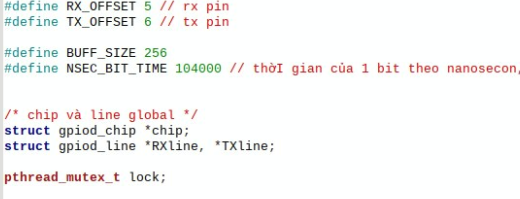 #define RX_OFFSET 5 // rx pin
#define TX_OFFSET 6 // tx pin
#define BUFF_SIZE 256
#define NSEC_BIT_TIME 104000 // thờI gian của 1 bit theo nanosecon,
/* chip và line global */
struct gpiod_chip *chip;
struct gpiod_line *RXline, *TXline;
pthread_mutex_t lock;